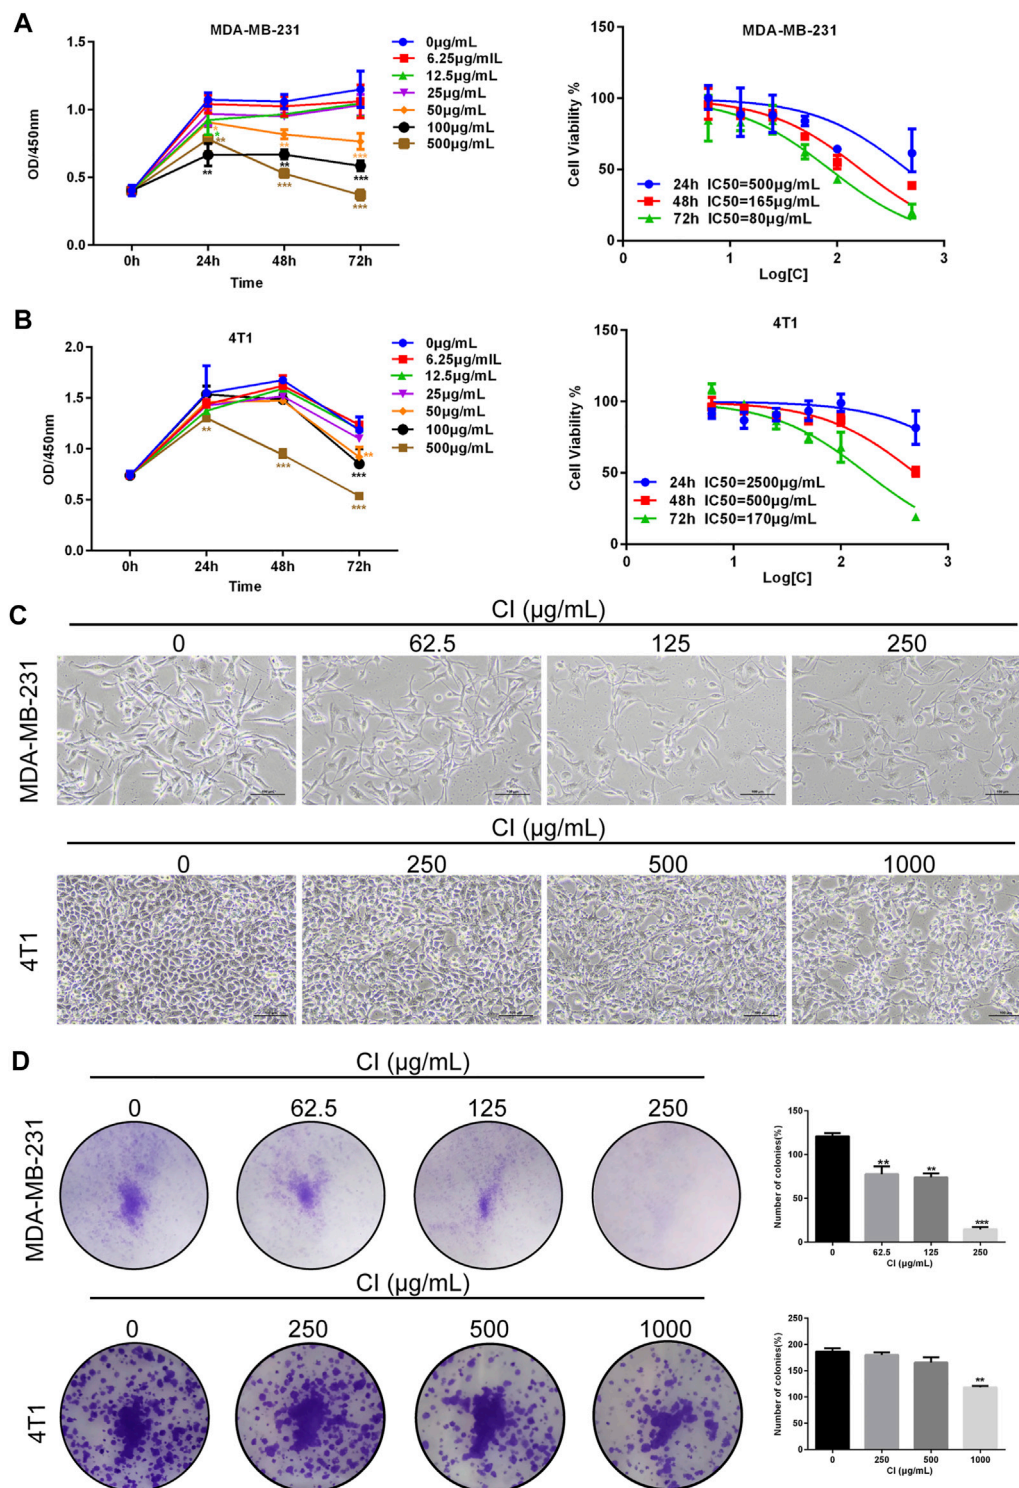 A
MDA-MB-231
OD/450nm
1.5
1.0
0.5
0.0
0h 24h 48h 72h
Time
0µg/mL
6.25µg/mlL
12.5µg/mL
25µg/mL
50µg/mL
100µg/mL
500µg/mL
*
*
**
**
**
**
***
***
***
***
MDA-MB-231
Cell Viability %
150
100
50
0
24h IC50=500µg/mL
48h IC50=165µg/mL
72h IC50=80µg/mL
0 1 2 3
Log[C]
B
4T1
OD/450nm
2.0
1.5
1.0
0.5
0.0
0h 24h 48h 72h
Time
0µg/mL
6.25µg/mlL
12.5µg/mL
25µg/mL
50µg/mL
100µg/mL
500µg/mL
**
***
**
***
***
4T1
Cell Viability %
150
100
50
0
24h IC50=2500µg/mL
48h IC50=500µg/mL
72h IC50=170µg/mL
0 1 2 3
Log[C]
C
CI (µg/mL)
0 62.5 125 250
MDA-MB-231
CI (µg/mL)
0 250 500 1000
4T1
D
CI (µg/mL)
0 62.5 125 250
MDA-MB-231
Number of colonies(%)
150
100
50
0
**
**
***
0 62.5 125 250
CI (µg/mL)
CI (µg/mL)
0 250 500 1000
4T1
Number of colonies(%)
250
200
150
100
50
0
**
0 250 500 1000
CI (µg/mL)